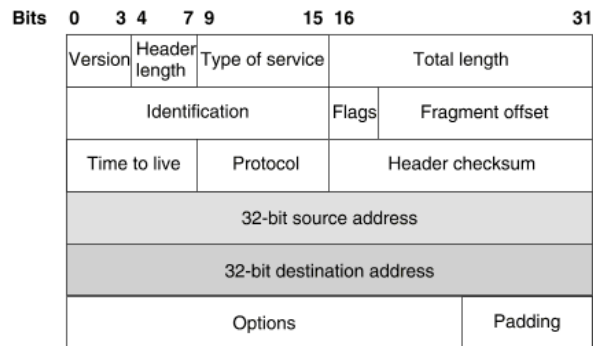 Bits 0 3 4 7 9 15 16 31
Version Header length Type of service Total length
Identification Flags Fragment offset
Time to live Protocol Header checksum
32-bit source address
32-bit destination address
Options Padding